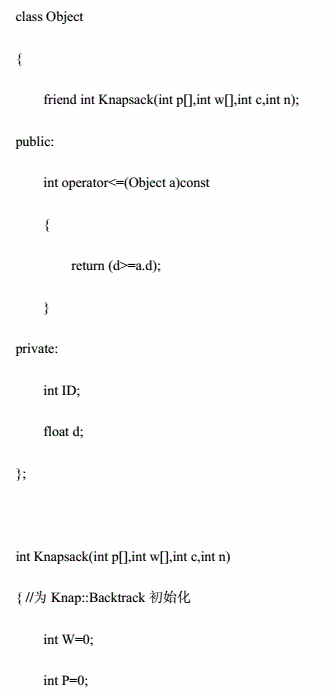 class Object
{
friend int Knapsack(int p[],int w[],int c,int n);
public:
int operator<=(Object a)const
{
return (d>=a.d);
}
private:
int ID;
float d;
};
int Knapsack(int p[],int w[],int c,int n)
{ //为 Knap::Backtrack 初始化
int W=0;
int P=0;